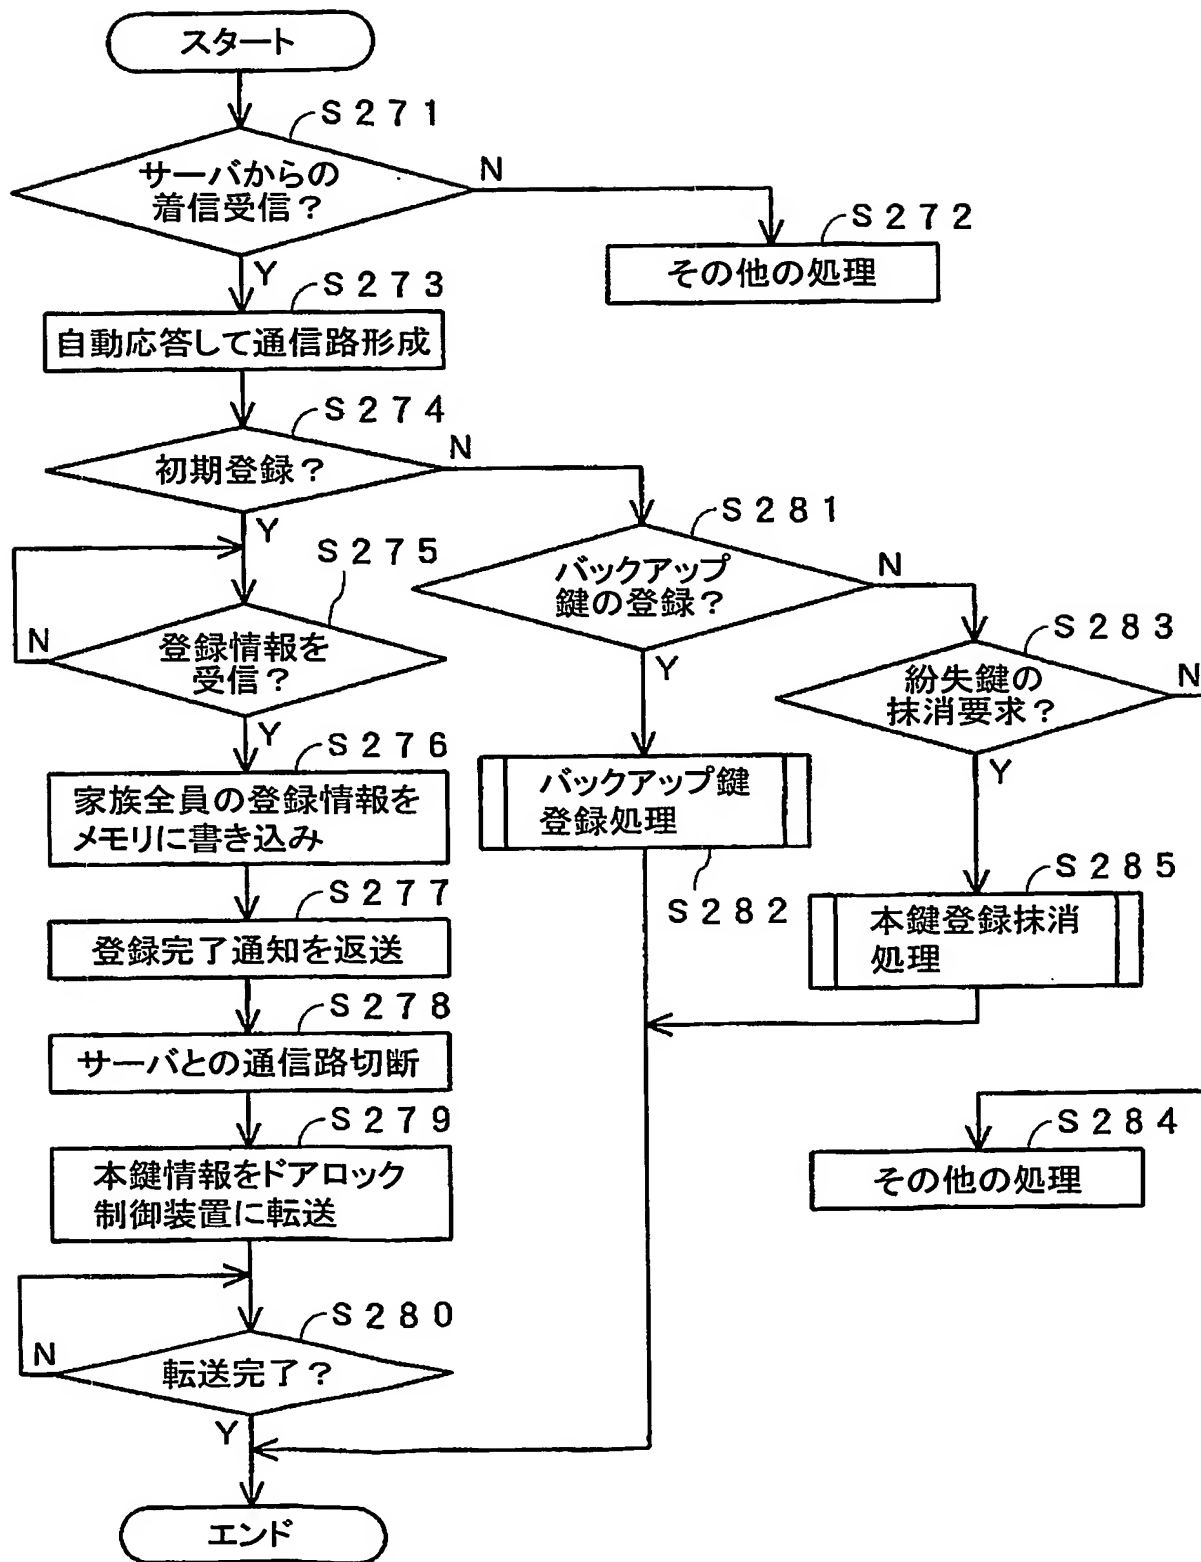 スタート
S271
サーバからの
着信受信?
N
Y
S272
その他の処理
S273
自動応答して通信路形成
S274
初期登録?
N
Y
S275
登録情報を
受信?
N
Y
S276
家族全員の登録情報を
メモリに書き込み
S277
登録完了通知を返送
S278
サーバとの通信路切断
S279
本鍵情報をドアロック
制御装置に転送
S280
転送完了?
N
Y
エンド
S281
バックアップ
鍵の登録?
N
Y
バックアップ鍵
登録処理
S282
S283
紛失鍵の
抹消要求?
N
Y
S285
本鍵登録抹消
処理
S284
その他の処理